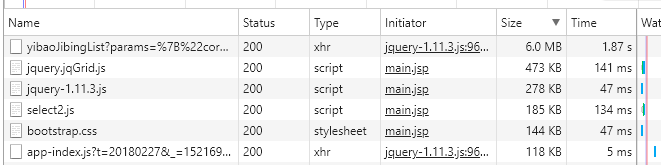 Name Status Type Initiator Size ▼ Time Wat
yibaoJibingList?params=%7B%22cor... 200 xhr jquery-1.11.3.js:96... 6.0 MB 1.87 s
jquery.jqGrid.js 200 script main.jsp 473 KB 141 ms
jquery-1.11.3.js 200 script main.jsp 278 KB 47 ms
select2.js 200 script main.jsp 185 KB 134 ms
bootstrap.css 200 stylesheet main.jsp 144 KB 47 ms
app-index.js?t=20180227&_=152169... 200 xhr jquery-1.11.3.js:96... 118 KB 5 ms